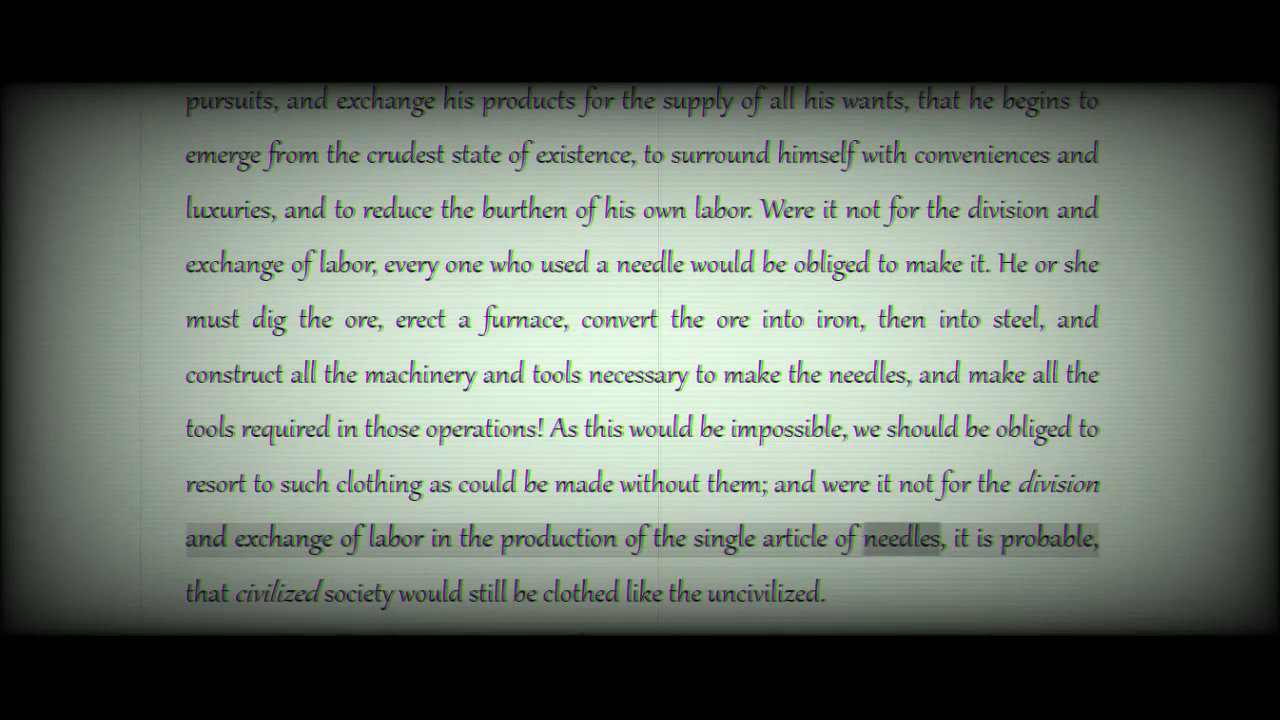 pursuits, and exchange his products for the supply of all his wants, that he begins to
emerge from the crudest state of existence, to surround himself with conveniences and
luxuries, and to reduce the burthen of his own labor. Were it not for the division and
exchange of labor, every one who used a needle would be obliged to make it. He or she
must dig the ore, erect a furnace, convert the ore into iron, then into steel, and
construct all the machinery and tools necessary to make the needles, and make all the
tools required in those operations! As this would be impossible, we should be obliged to
resort to such clothing as could be made without them; and were it not for the division
and exchange of labor in the production of the single article of needles, it is probable,
that civilized society would still be clothed like the uncivilized.